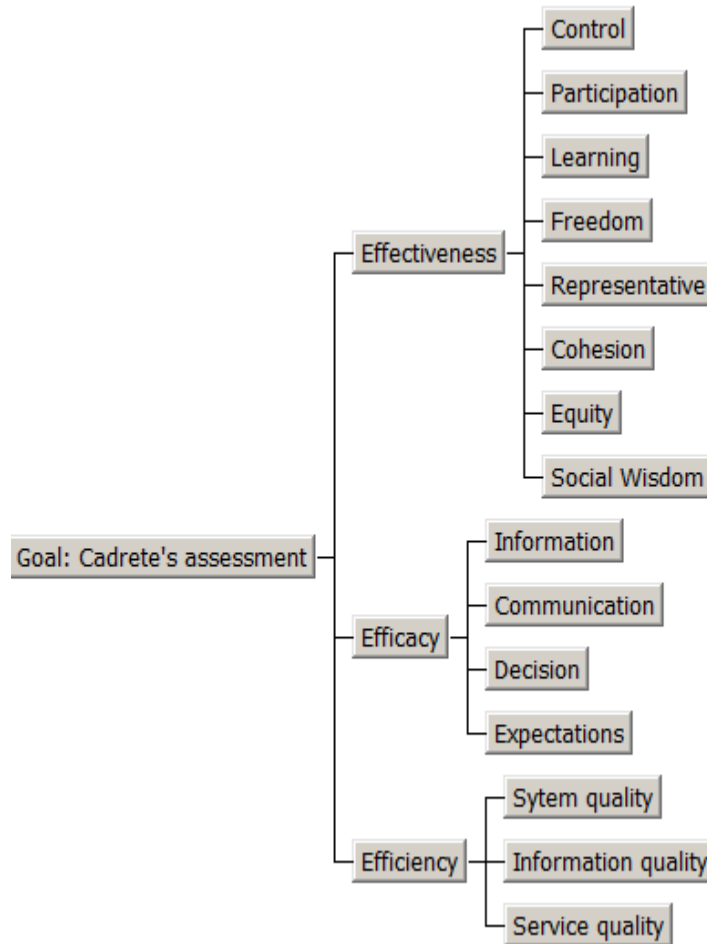 Control
Participation
Learning
Freedom
Effectiveness
Representative
Cohesion
Equity
Social Wisdom
Goal: Cadrete's assessment
Information
Communication
Efficacy
Decision
Expectations
Sytem quality
Efficiency
Information quality
Service quality